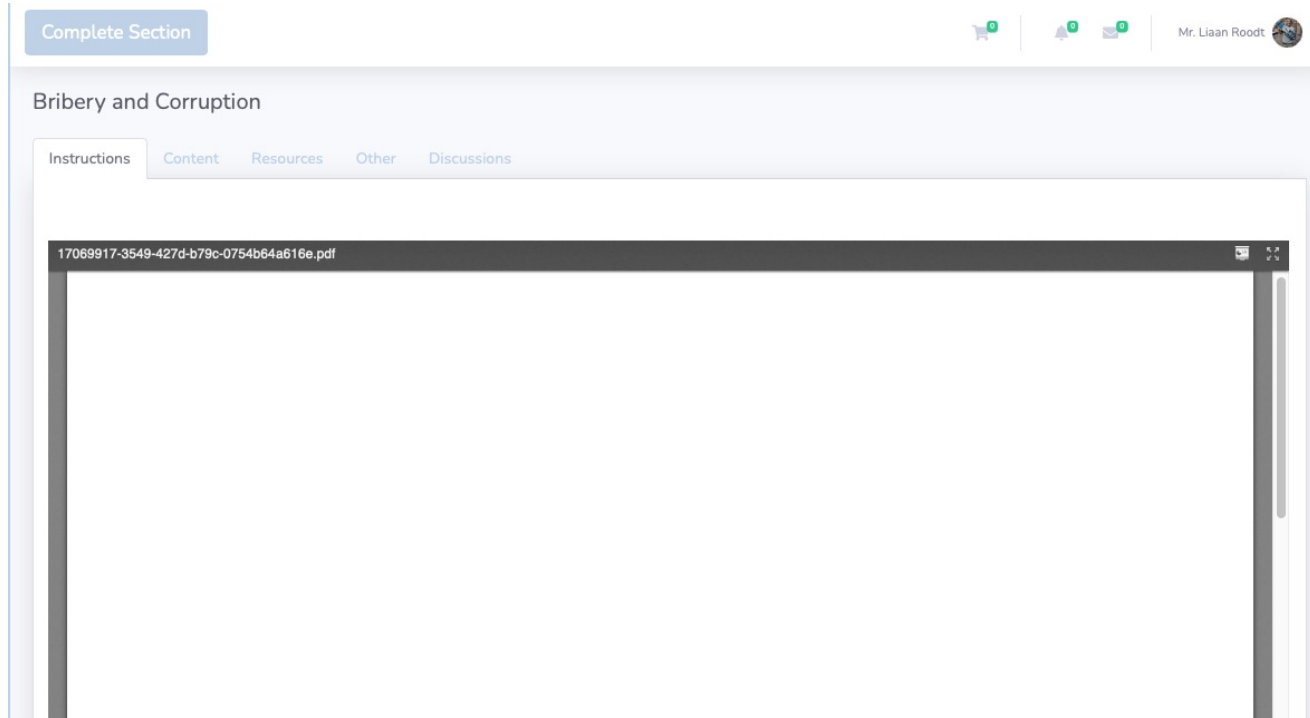 Complete Section
0
0
0
Mr. Liaan Roodt
Bribery and Corruption
Instructions
Content
Resources
Other
Discussions
17069917-3549-427d-b79c-0754b64a616e.pdf